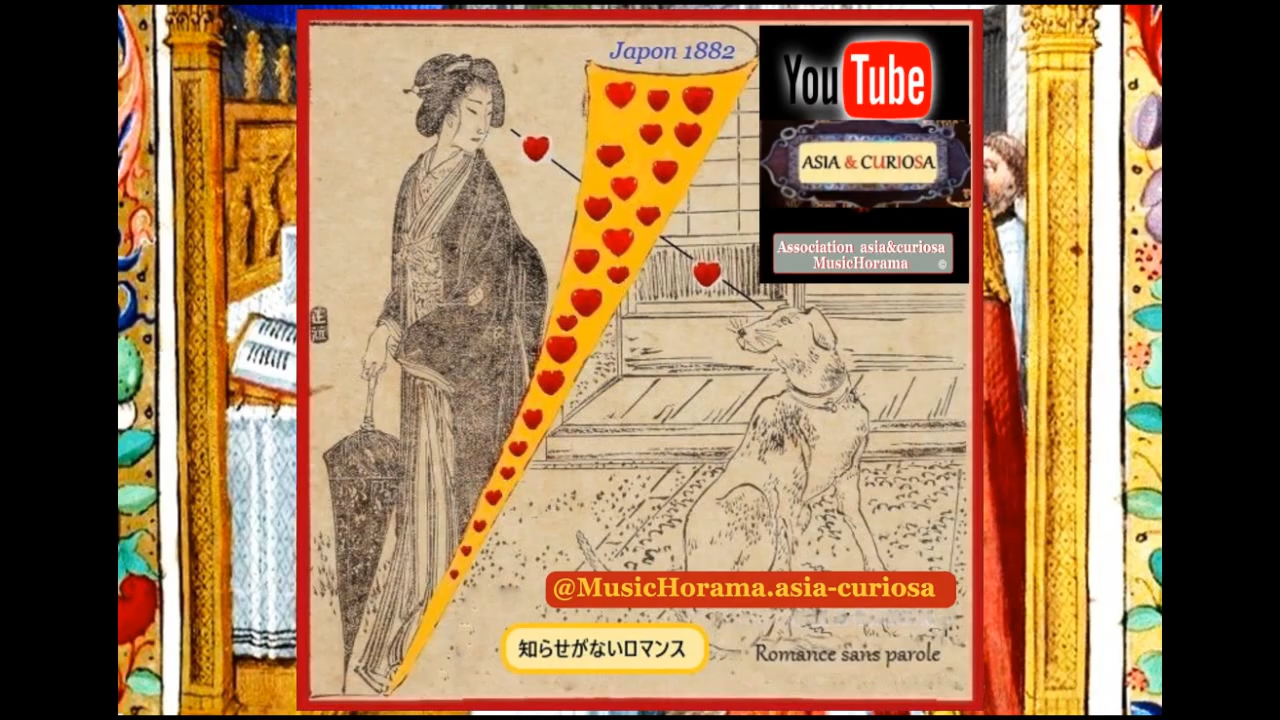 Japon 1882
YouTube
ASIA & CURIOSA
Association asia&curiosa
MusicHorama
©
@MusicHorama.asia-curiosa
知らせがないロマンス
Romance sans parole